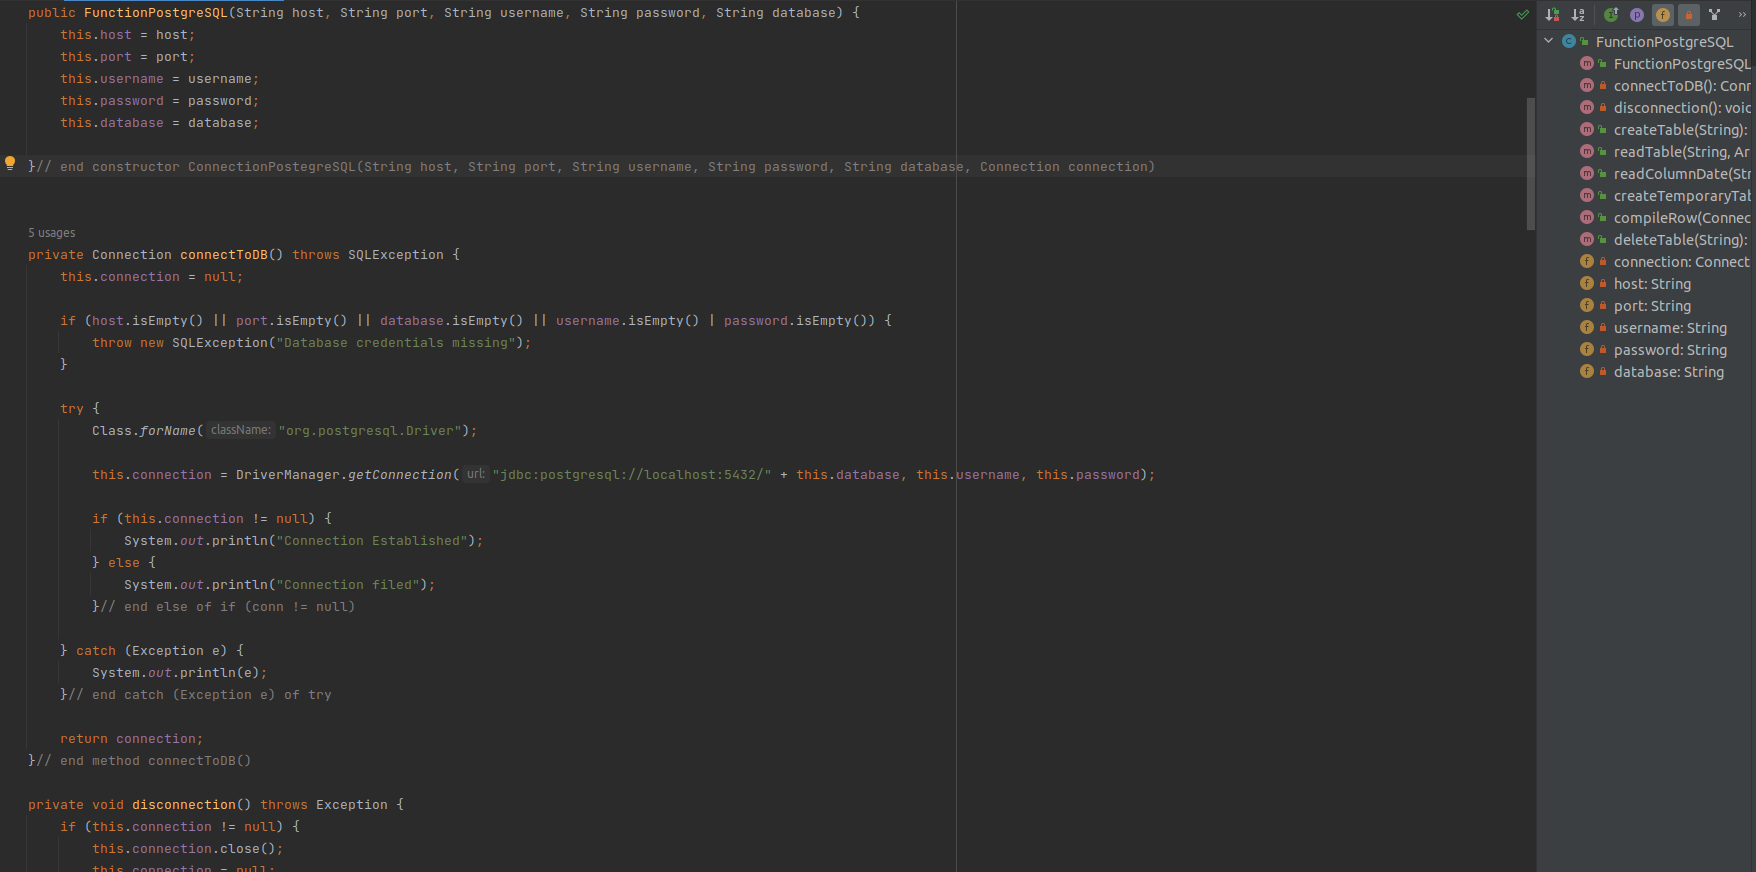 public FunctionPostgreSQL(String host, String port, String username, String password, String database) {
this.host = host;
this.port = port;
this.username = username;
this.password = password;
this.database = database;
}// end constructor ConnectionPostegreSQL(String host, String port, String username, String password, String database, Connection connection)
5 usages
private Connection connectToDB() throws SQLException {
this.connection = null;
if (host.isEmpty() || port.isEmpty() || database.isEmpty() || username.isEmpty() | password.isEmpty()) {
throw new SQLException("Database credentials missing");
}
try {
Class.forName( className: "org.postgresql.Driver");
this.connection = DriverManager.getConnection( url: "jdbc:postgresql://localhost:5432/" + this.database, this.username, this.password);
if (this.connection != null) {
System.out.println("Connection Established");
} else {
System.out.println("Connection filed");
}// end else of if (conn != null)
} catch (Exception e) {
System.out.println(e);
}// end catch (Exception e) of try
return connection;
}// end method connectToDB()
private void disconnection() throws Exception {
if (this.connection != null) {
this.connection.close();
this.connection = null;
FunctionPostgreSQL
FunctionPostgreSQL
connectToDB(): Conn
disconnection(): voic
createTable(String):
readTable(String, Ar
readColumnDate(Str
createTemporaryTab
compileRow(Connec
deleteTable(String):
connection: Connect
host: String
port: String
username: String
password: String
database: String